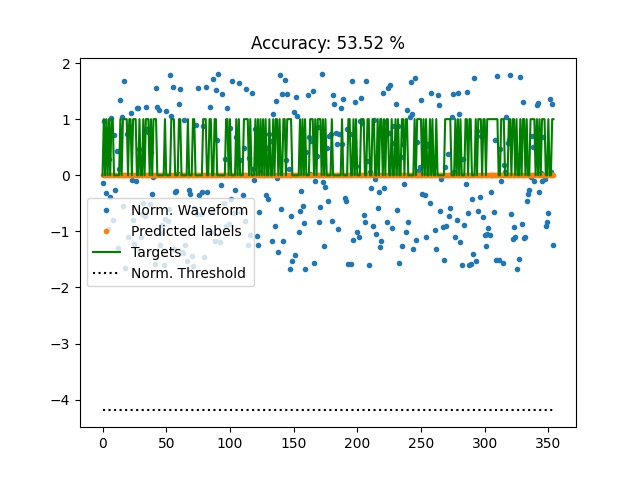 Accuracy: 53.52 %
2
1
0
−1
−2
−3
−4
Norm. Waveform
Predicted labels
Targets
Norm. Threshold
0 50 100 150 200 250 300 350